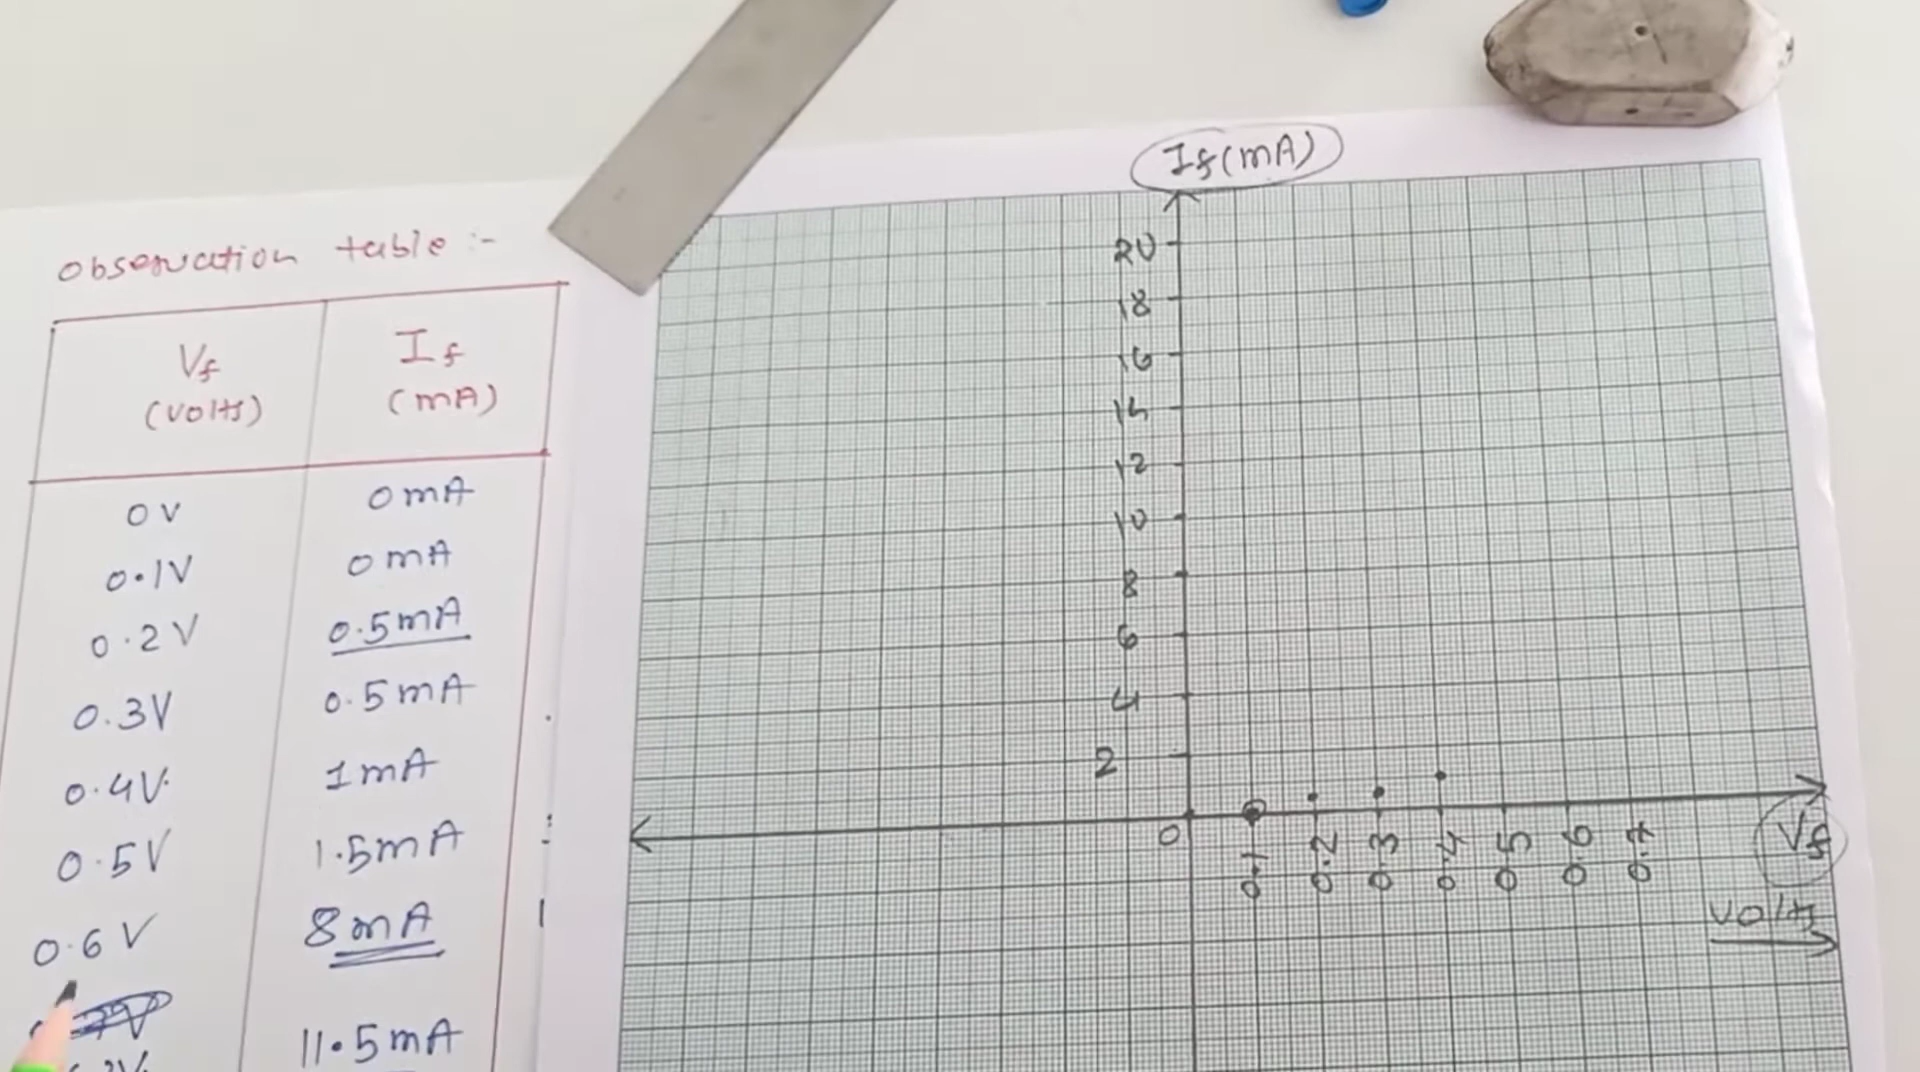 Observation table :-
Vf
(volts)
If
(mA)
0V 0mA
0.1V 0mA
0.2V 0.5mA
0.3V 0.5mA
0.4V. 1mA
0.5V 1.5mA
0.6V 8mA
11.5mA
If (mA)
20
18
16
14
12
10
8
6
4
2
0 0.1 0.2 0.3 0.4 0.5 0.6 0.7
Vf
volts